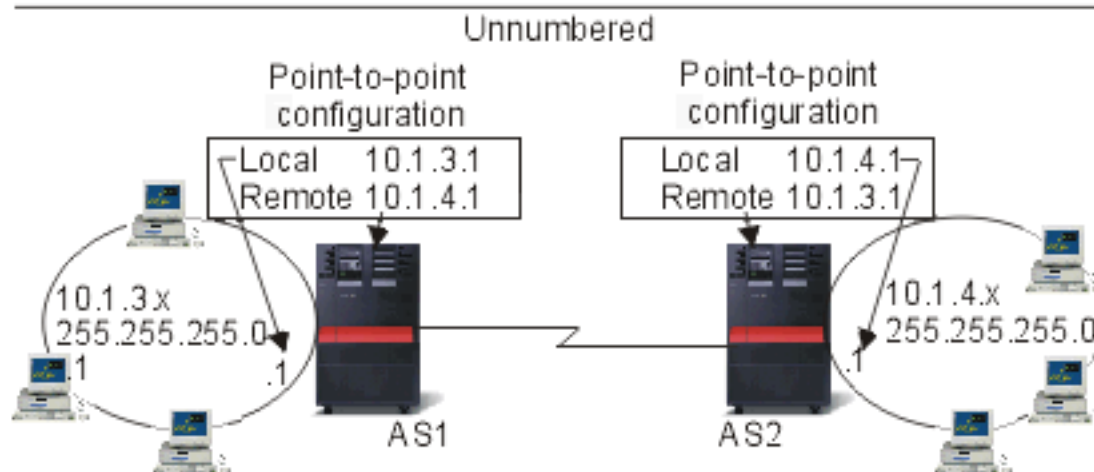 Unnumbered
Point-to-point
configuration
Local 10.1.3.1
Remote 10.1.4.1
Point-to-point
configuration
Local 10.1.4.1
Remote 10.1.3.1
10.1.3.x
255.255.255.0
.1
.1
AS1
10.1.4.x
255.255.255.0
.1
AS2